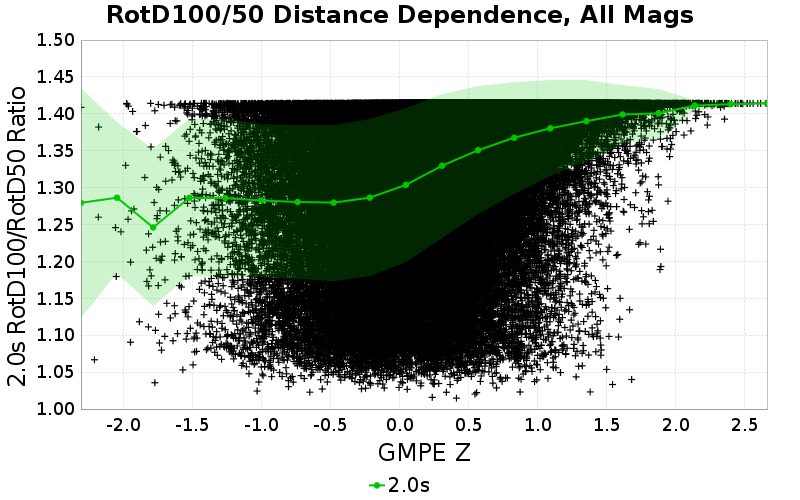 RotD100/50 Distance Dependence, All Mags
2.0s RotD100/RotD50 Ratio
1.50
1.45
1.40
1.35
1.30
1.25
1.20
1.15
1.10
1.05
1.00
-2.0 -1.5 -1.0 -0.5 0.0 0.5 1.0 1.5 2.0 2.5
GMPE Z
2.0s